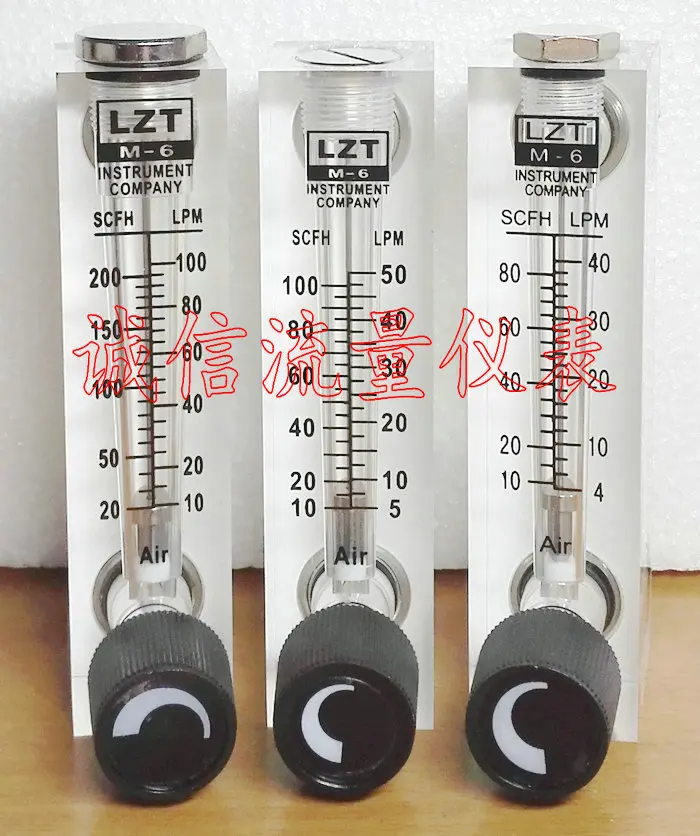 LZT
M-6
INSTRUMENT
COMPANY
SCFH LPM
200 100
150 80
100 60
50 40
20 20
10
Air
LZT
M-6
INSTRUMENT
COMPANY
SCFH LPM
100 50
80 40
60 30
40 20
20 10
10 5
Air
LZT
M-6
INSTRUMENT
COMPANY
SCFH LPM
80 40
60 30
40 20
20 10
10 4
Air
诚信流量仪表